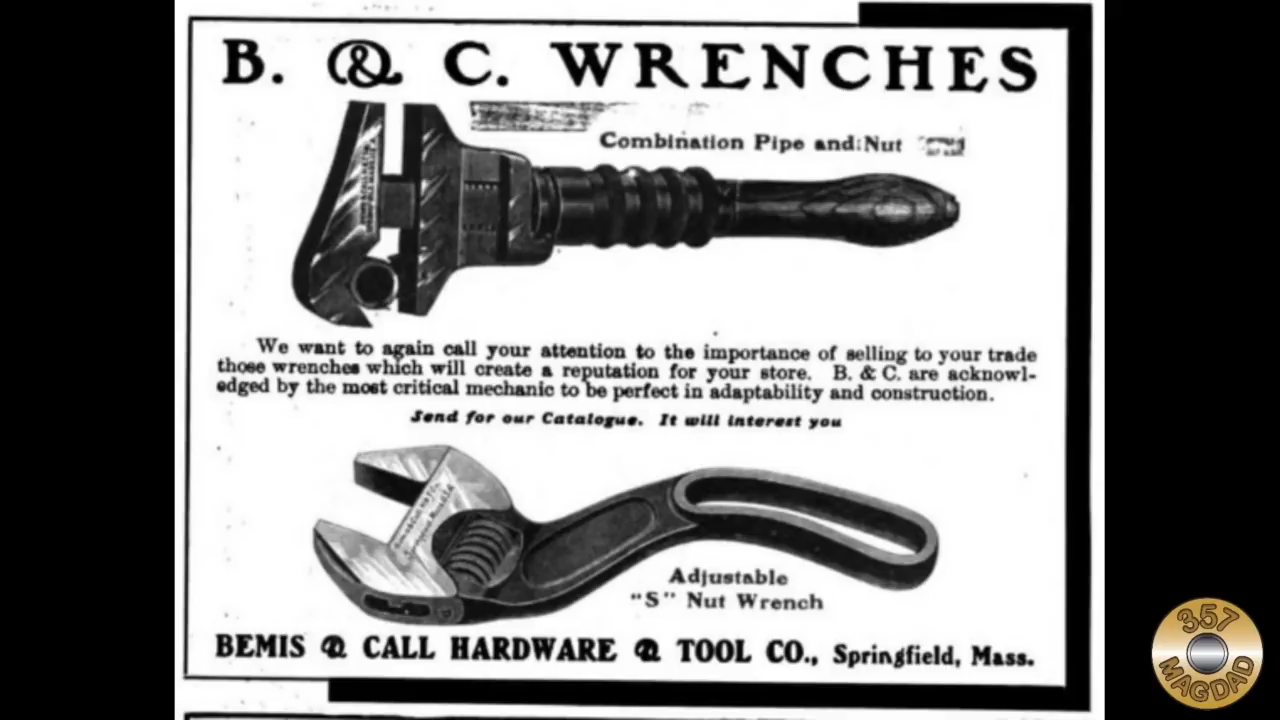 B. & C. WRENCHES
Combination Pipe and Nut
We want to again call your attention to the importance of selling to your trade
those wrenches which will create a reputation for your store. B. & C. are acknowl-
edged by the most critical mechanic to be perfect in adaptability and construction.
Send for our Catalogue. It will interest you
Adjustable
"S" Nut Wrench
BEMIS & CALL HARDWARE & TOOL CO., Springfield, Mass.
357
MAGDAD